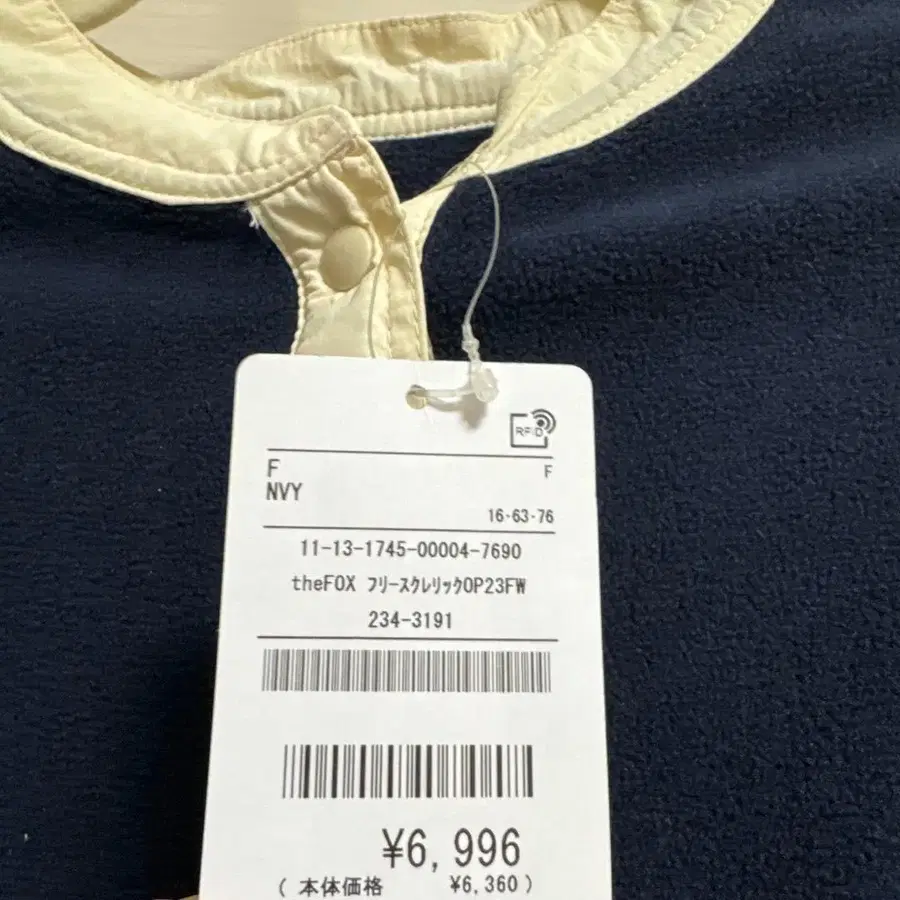 RFID
F F
NVY
16-63-76
11-13-1745-00004-7690
theFOX フリースクレリックOP23FW
234-3191
¥6,996
(本体価格 ¥6,360)